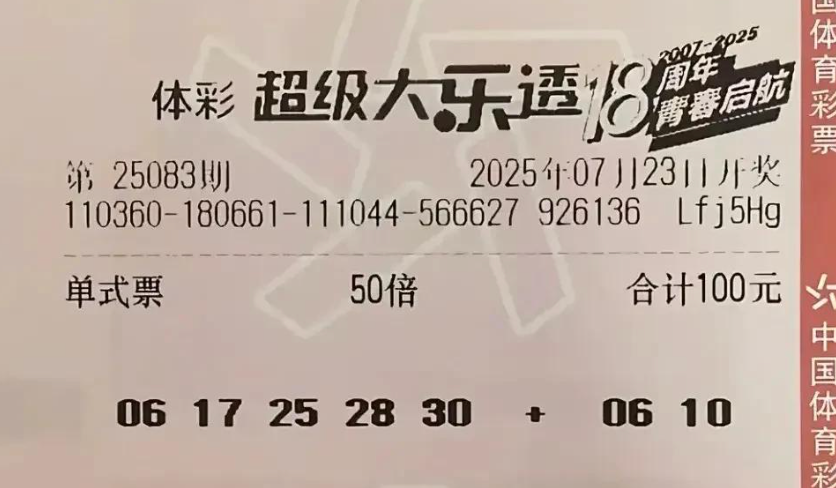 体彩 超级大乐透 18周年 2007-2025 青春启航
第 25083期 2025年07月23日开奖
110360-180661-111044-566627 926136 Lfj5Hg
单式票 50倍 合计100元
06 17 25 28 30 + 06 10
国体育彩票
中国体育彩